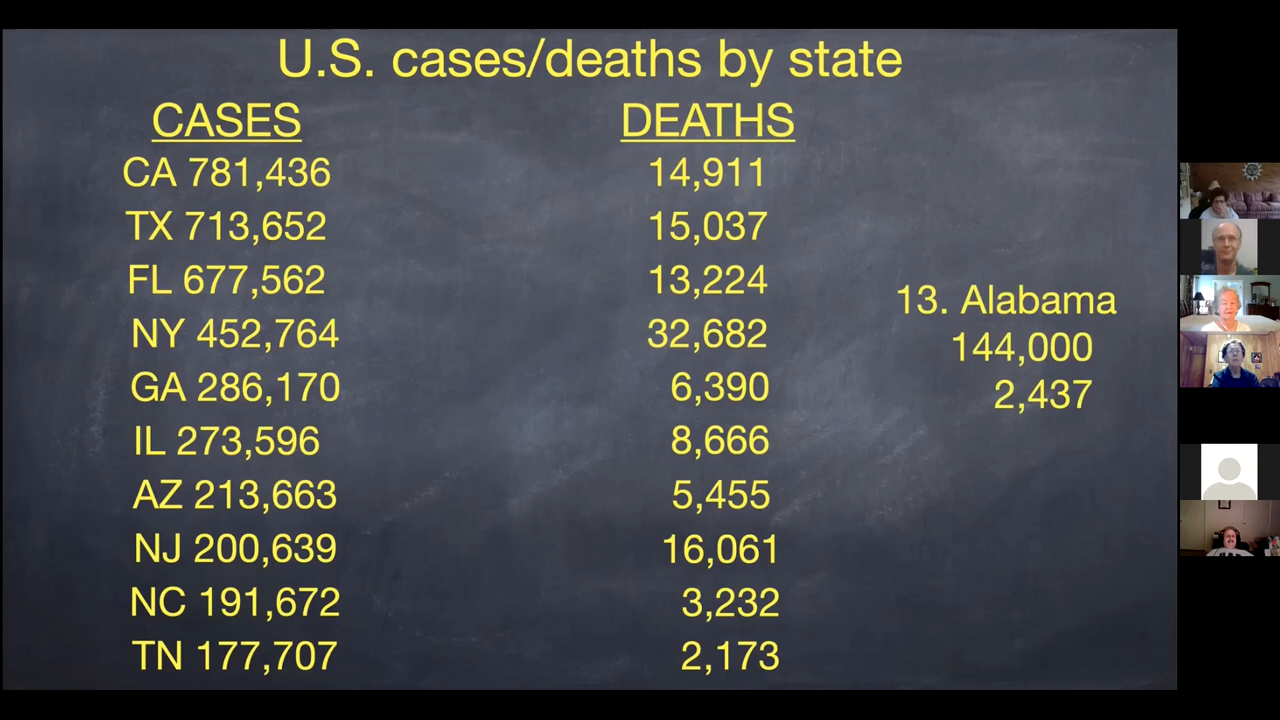 U.S. cases/deaths by state
CASES DEATHS
CA 781,436 14,911
TX 713,652 15,037
FL 677,562 13,224
NY 452,764 32,682
GA 286,170 6,390
IL 273,596 8,666
AZ 213,663 5,455
NJ 200,639 16,061
NC 191,672 3,232
TN 177,707 2,173
13. Alabama
144,000
2,437